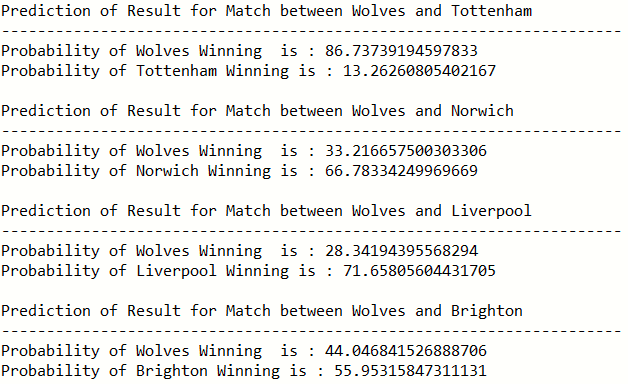 Prediction of Result for Match between Wolves and Tottenham
---------------------------------------------------------------------
Probability of Wolves Winning  is : 86.73739194597833
Probability of Tottenham Winning is : 13.26260805402167
Prediction of Result for Match between Wolves and Norwich
---------------------------------------------------------------------
Probability of Wolves Winning  is : 33.216657500303306
Probability of Norwich Winning is : 66.78334249969669
Prediction of Result for Match between Wolves and Liverpool
---------------------------------------------------------------------
Probability of Wolves Winning  is : 28.34194395568294
Probability of Liverpool Winning is : 71.65805604431705
Prediction of Result for Match between Wolves and Brighton
---------------------------------------------------------------------
Probability of Wolves Winning  is : 44.046841526888706
Probability of Brighton Winning is : 55.95315847311131